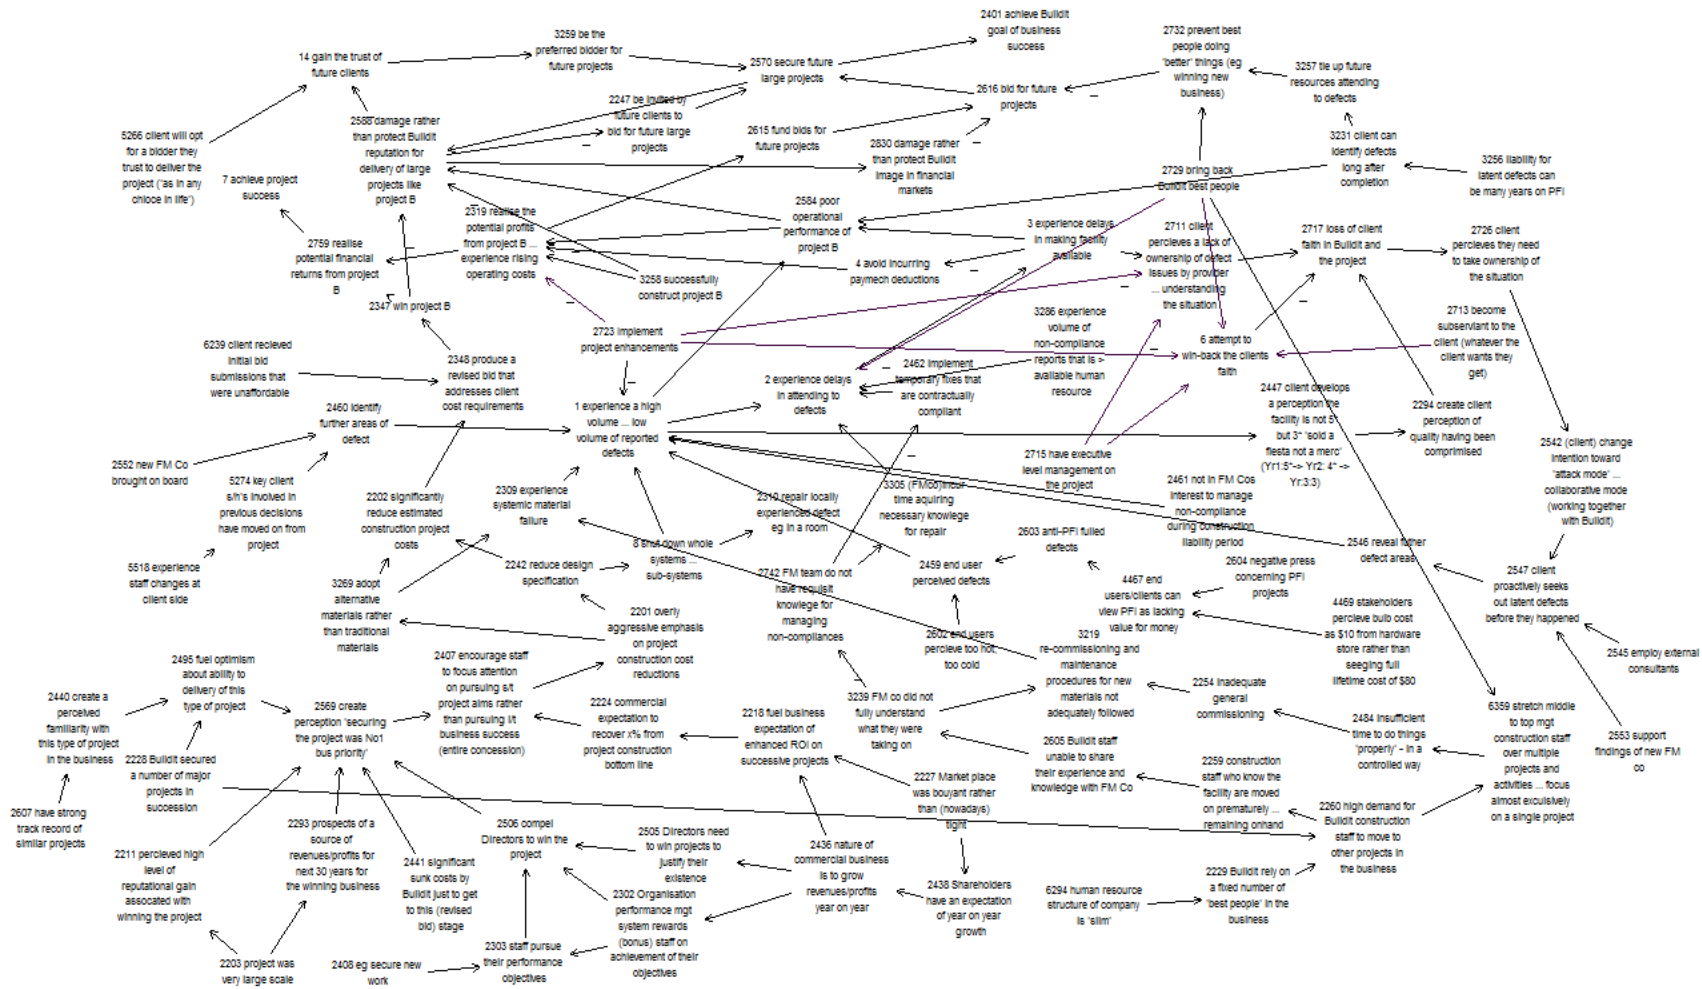 2401 achieve Buildit
goal of business
success
3259 be the
preferred bidder for
future projects
14 gain the trust of
future clients
2570 secure future
large projects
2732 prevent best
people doing
'better' things (eg
winning new
business)
3257 tie up future
resources attending
to defects
2616 bid for future
projects
2247 be invited by
future clients to
bid for future large
projects
2588 damage rather
than protect Buildit
reputation for
delivery of large
projects like
project B
5266 client will opt
for a bidder they
trust to deliver the
project ("as in any
chioce in life')
2615 fund bids for
future projects
2830 damage rather
than protect Buildit
image in financial
markets
3231 client can
identify defects
long after
completion
3256 liability for
latent defects can
be many years on PFI
7 achieve project
success
2729 bring back
Buildit best people
2319 realise the
potential profits
from project B ...
experience rising
operating costs
2584 poor
operational
performance of
project B
3 experience delays
in making facility
available
2711 client
percieves a lack of
ownership of defect
issues by provider
... understanding
the situation
2717 loss of client
faith in Buildit and
the project
2726 client
percieves they need
to take ownership of
the situation
2759 realise
potential financial
returns from project
B
4 avoid incurring
paymech deductions
3258 successfully
construct project B
2347 win project B
2723 implement
project enhancements
3286 experience
volume of
non-compliance
reports that is >
available human
resource
6 attempt to
win-back the clients
faith
2713 become
subserviant to the
client (whatever the
client wants they
get)
6239 client recieved
initial bid
submissions that
were unaffordable
2348 produce a
revised bid that
addresses client
cost requirements
2462 implement
temporary fixes that
are contractually
compliant
2 experience delays
in attending to
defects
2447 client develops
a perception the
facility is not 5*
but 3* 'sold a
fiesta not a merc'
(Yr1:5*-> Yr2: 4* ->
Yr:3:3)
2460 identify
further areas of
defect
1 experience a high
volume ... low
volume of reported
defects
2294 create client
perception of
quality having been
comprimised
2552 new FM Co
brought on board
2715 have executive
level management on
the project
2542 (client) change
intention toward
'attack mode' ...
collaborative mode
(working together
with Buildit)
5274 key client
s/h's involved in
previous decisions
have moved on from
project
2202 significantly
reduce estimated
construction project
costs
2309 experience
systemic material
failure
2310 repair locally
experienced defect
eg in a room
3305 (FMco)incur
time aquiring
necessary knowlege
for repair
2461 not in FM Cos
interest to manage
non-compliance
during construction
liability period
2603 anti-PFI fulled
defects
2546 reveal futher
defect areas
8 shut down whole
systems ...
sub-systems
5518 experience
staff changes at
client side
2242 reduce design
specification
2742 FM team do not
have requisit
knowlege for
managing
non-compliances
2459 end user
perceived defects
2604 negative press
concerning PFI
projects
4467 end
users/clients can
view PFI as lacking
value for money
2547 client
proactively seeks
out latent defects
before they happened
3269 adopt
alternative
materials rather
than traditional
materials
2201 overly
aggressive emphasis
on project
construction cost
reductions
2602 end users
percieve too hot,
too cold
4469 stakeholders
percieve bulb cost
as $10 from hardware
store rather than
seeging full
lifetime cost of $80
3219
re-commissioning and
maintenance
procedures for new
materials not
adequately followed
2545 employ external
consultants
2495 fuel optimism
about ability to
delivery of this
type of project
2407 encourage staff
to focus attention
on pursuing s/t
project aims rather
than pursuing l/t
business success
(entire concession)
2440 create a
perceived
familiarity with
this type of project
in the business
2569 create
perception 'securing
the project was No1
bus priority'
2224 commercial
expectation to
recover x% from
project construction
bottom line
2218 fuel business
expectation of
enhanced ROI on
successive projects
3239 FM co did not
fully understand
what they were
taking on
2254 inadequate
general
commissioning
2484 insufficient
time to do things
'properly' - in a
controlled way
6359 stretch middle
to top mgt
construction staff
over multiple
projects and
activities ... focus
almost exculsively
on a single project
2553 support
findings of new FM
co
2228 Buildit secured
a number of major
projects in
succession
2605 Buildit staff
unable to share
their experience and
knowledge with FM Co
2259 construction
staff who know the
facility are moved
on prematurely ...
remaining onhand
2227 Market place
was bouyant rather
than (nowadays)
tight
2260 high demand for
Buildit construction
staff to move to
other projects in
the business
2607 have strong
track record of
similar projects
2293 prospects of a
source of
revenues/profits for
next 30 years for
the winning business
2506 compel
Directors to win the
project
2505 Directors need
to win projects to
justify their
existence
2436 nature of
commercial business
is to grow
revenues/profits
year on year
2211 percieved high
level of
reputational gain
assocated with
winning the project
2441 significant
sunk costs by
Buildit just to get
to this (revised
bid) stage
2302 Organisation
performance mgt
system rewards
(bonus) staff on
achievement of their
objectives
2438 Shareholders
have an expectation
of year on year
growth
6294 human resource
structure of company
is 'slim'
2229 Buildit rely on
a fixed number of
'best people' in the
business
2203 project was
very large scale
2408 eg secure new
work
2303 staff pursue
their performance
objectives